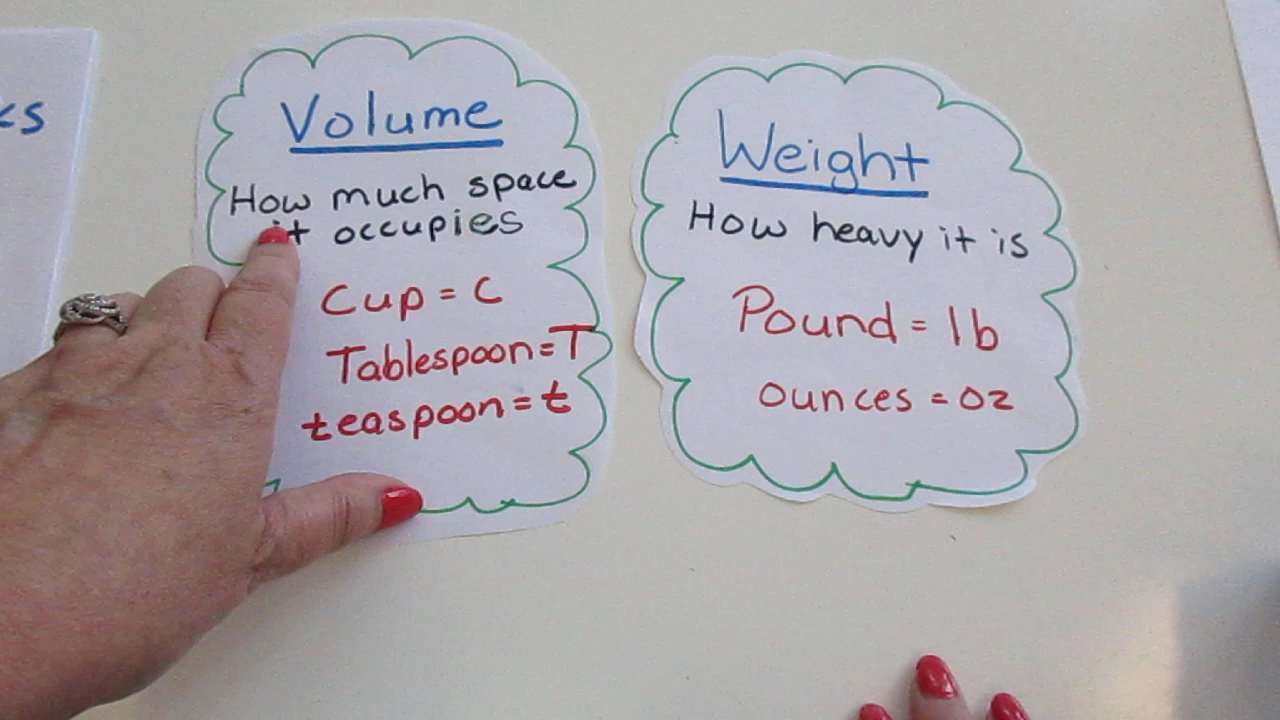 Volume
How much space
it occupies
Cup = C
Tablespoon = T
teaspoon = t
Weight
How heavy it is
Pound = lb
ounces = oz